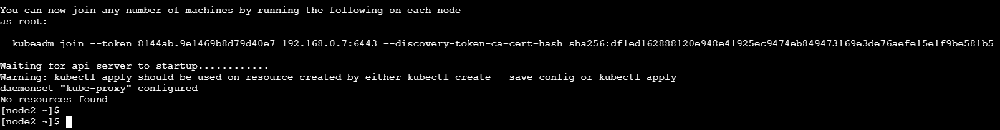 You can now join any number of machines by running the following on each node
as root:
kubeadm join --token 8144ab.9e1469b8d79d40e7 192.168.0.7:6443 --discovery-token-ca-cert-hash sha256:df1ed162888120e948e41925ec9474eb849473169e3de76aefe15e1f9be581b5
Waiting for api server to startup............
Warning: kubectl apply should be used on resource created by either kubectl create --save-config or kubectl apply
daemonset "kube-proxy" configured
No resources found
[node2 ~]$
[node2 ~]$